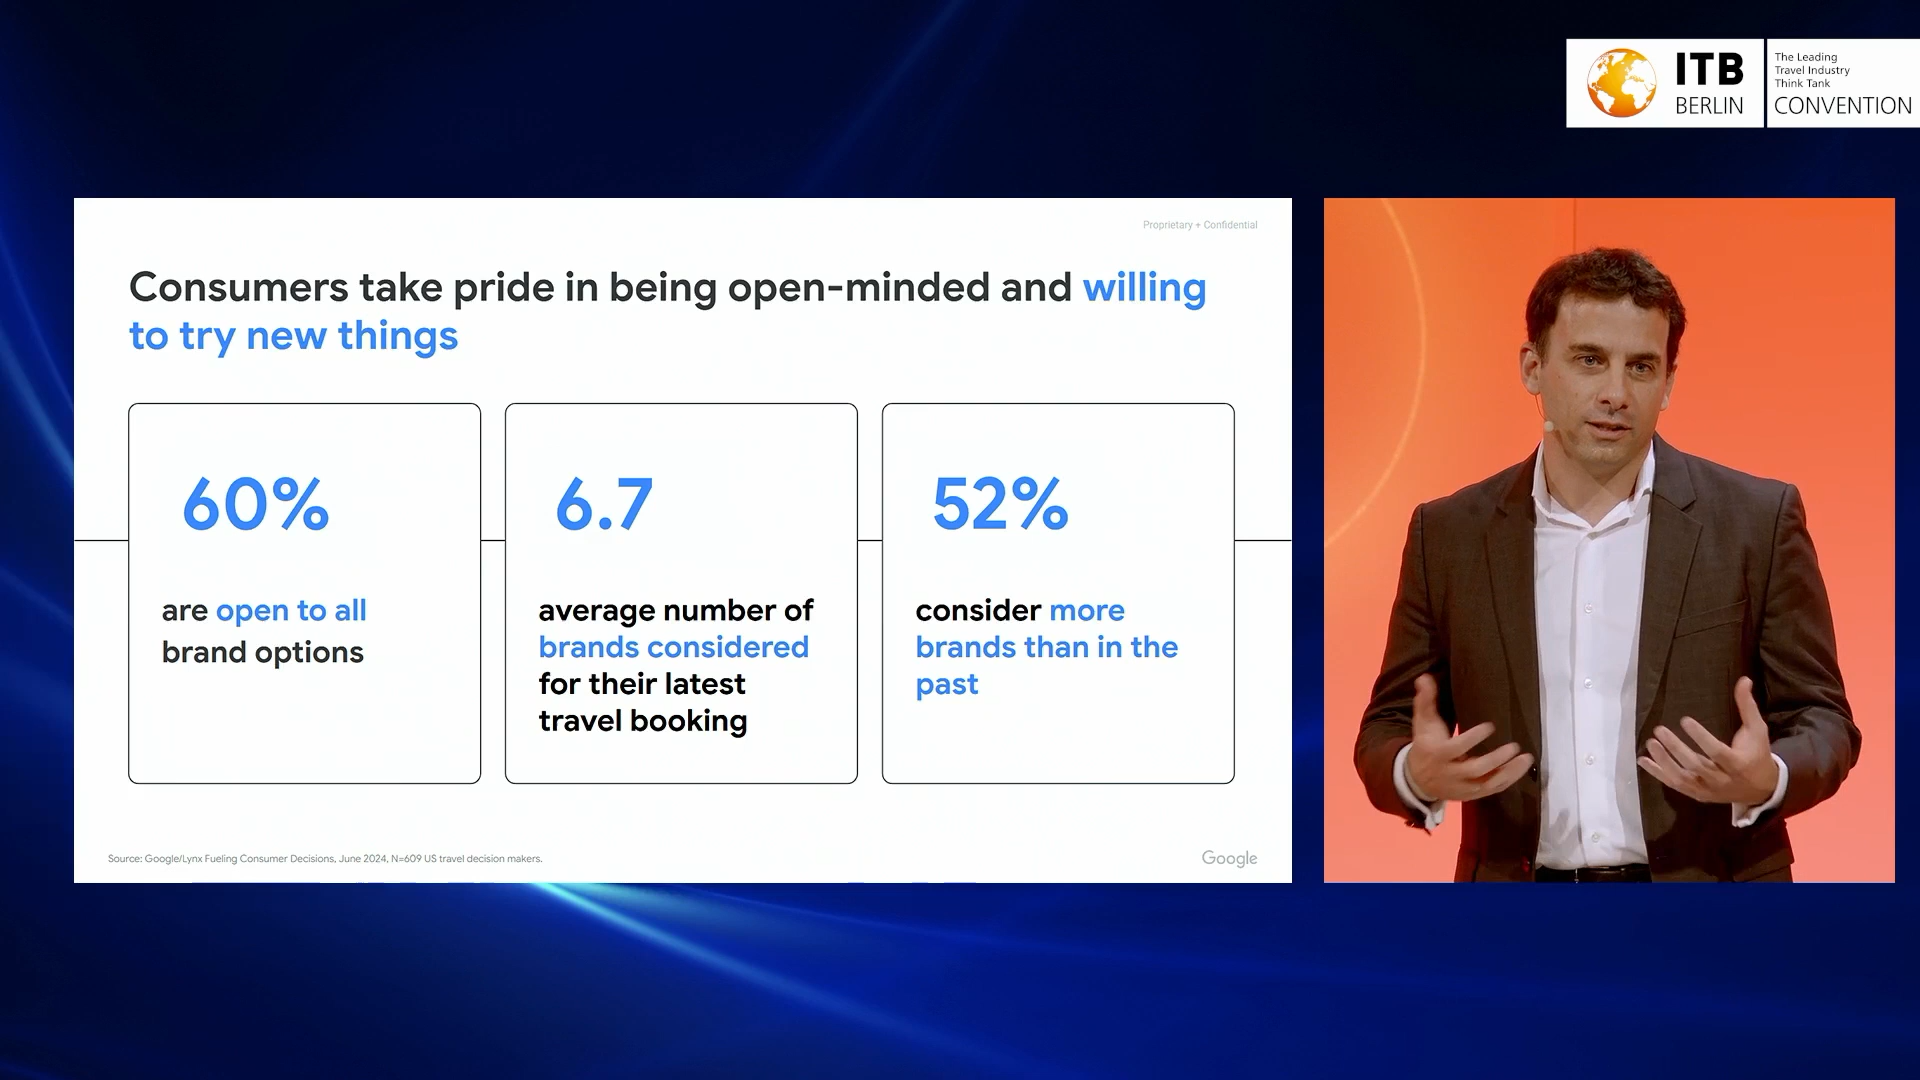 ITB
BERLIN
The Leading
Travel Industry
Think Tank
CONVENTION
Proprietary + Confidential
Consumers take pride in being open-minded and willing
to try new things
60%
are open to all
brand options
6.7
average number of
brands considered
for their latest
travel booking
52%
consider more
brands than in the
past
Source: Google/Lynx Fueling Consumer Decisions, June 2024, N=609 US travel decision makers.
Google